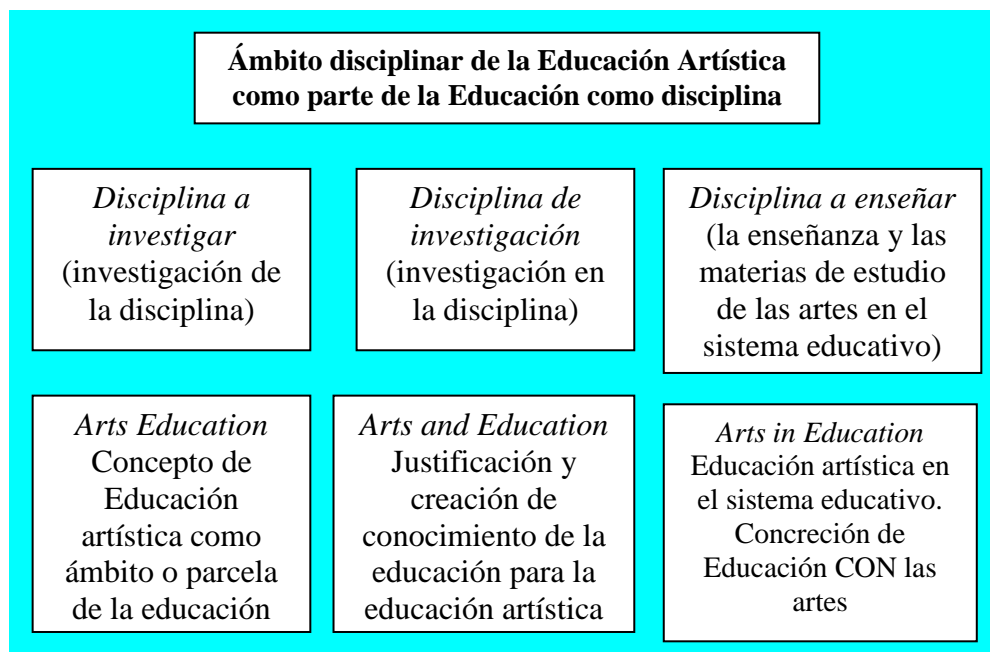 Ámbito disciplinar de la Educación Artística
como parte de la Educación como disciplina
Disciplina a
investigar
(investigación de
la disciplina)
Disciplina de
investigación
(investigación en
la disciplina)
Disciplina a enseñar
(la enseñanza y las
materias de estudio
de las artes en el
sistema educativo)
Arts Education
Concepto de
Educación
artística como
ámbito o parcela
de la educación
Arts and Education
Justificación y
creación de
conocimiento de la
educación para la
educación artística
Arts in Education
Educación artística en
el sistema educativo.
Concreción de
Educación CON las
artes